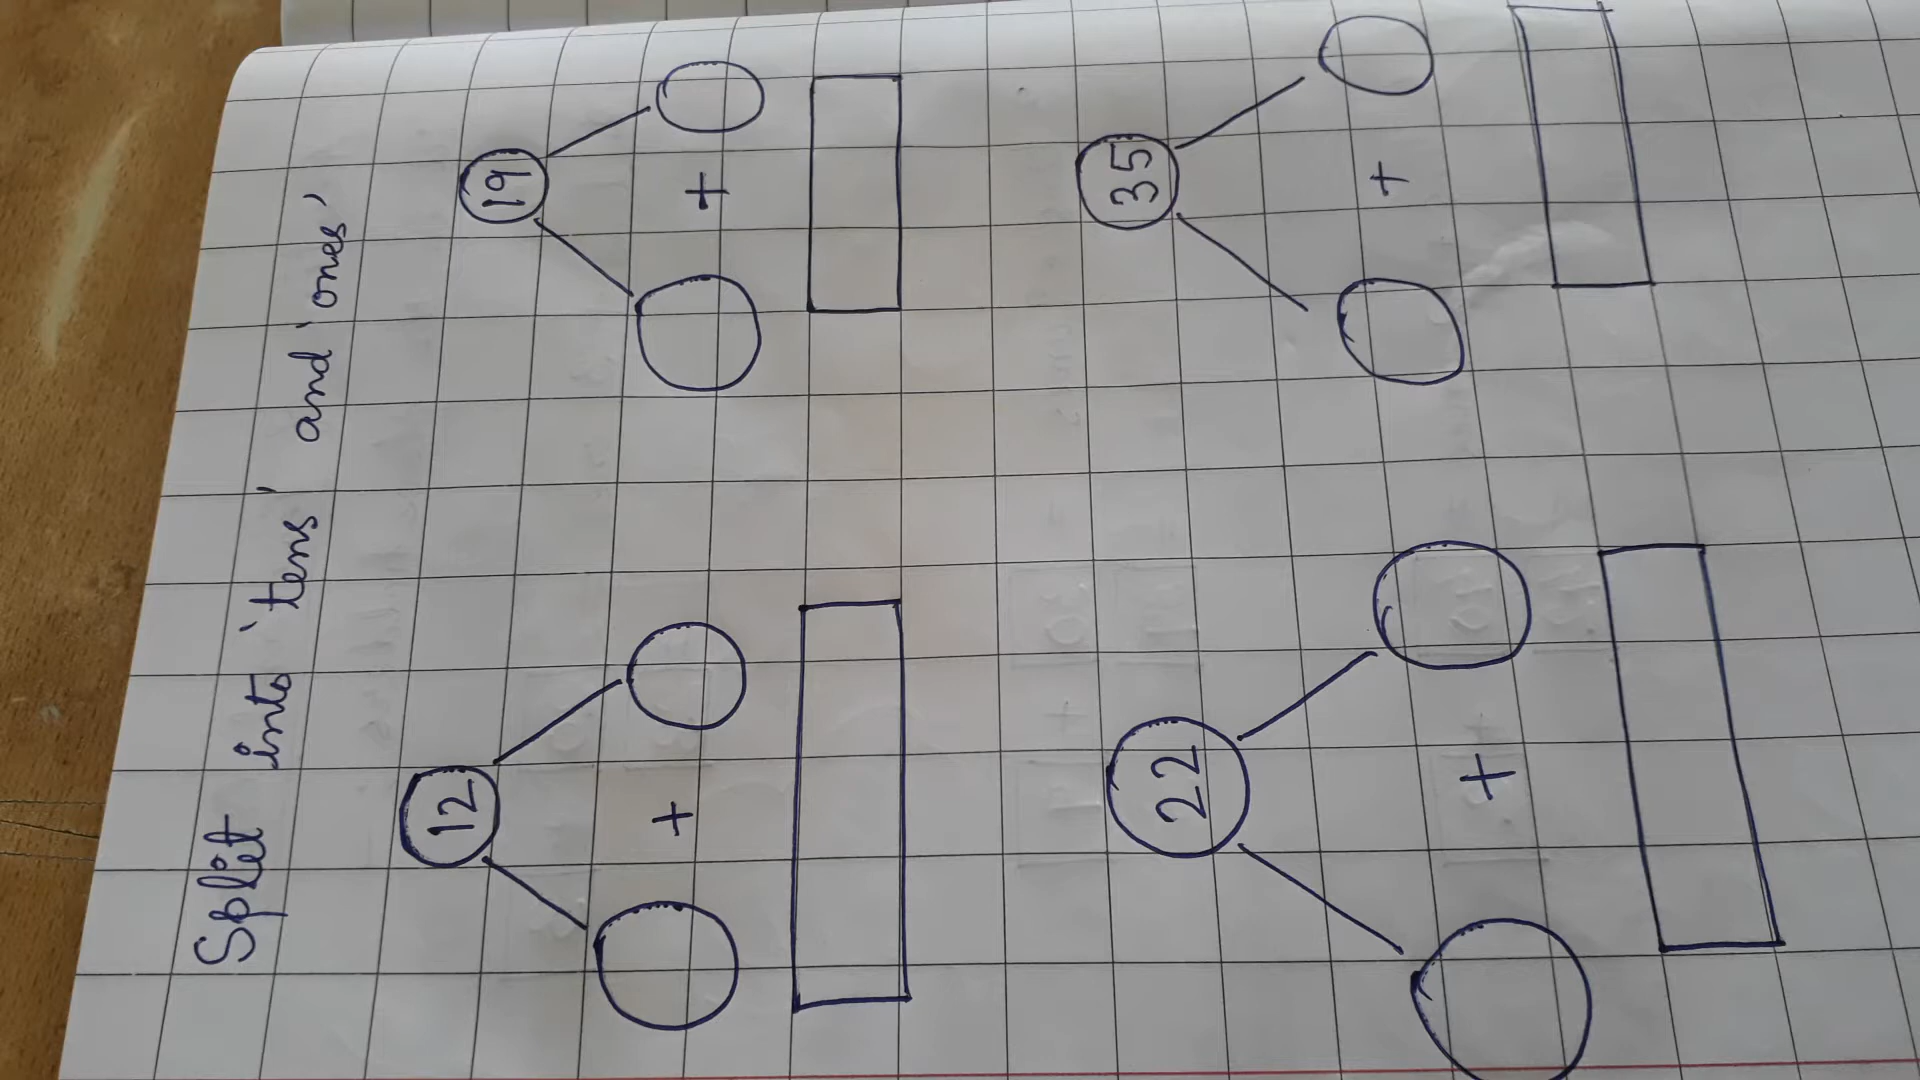 Split into 'tens' and 'ones'
12 19
+ +
22 35
+ +